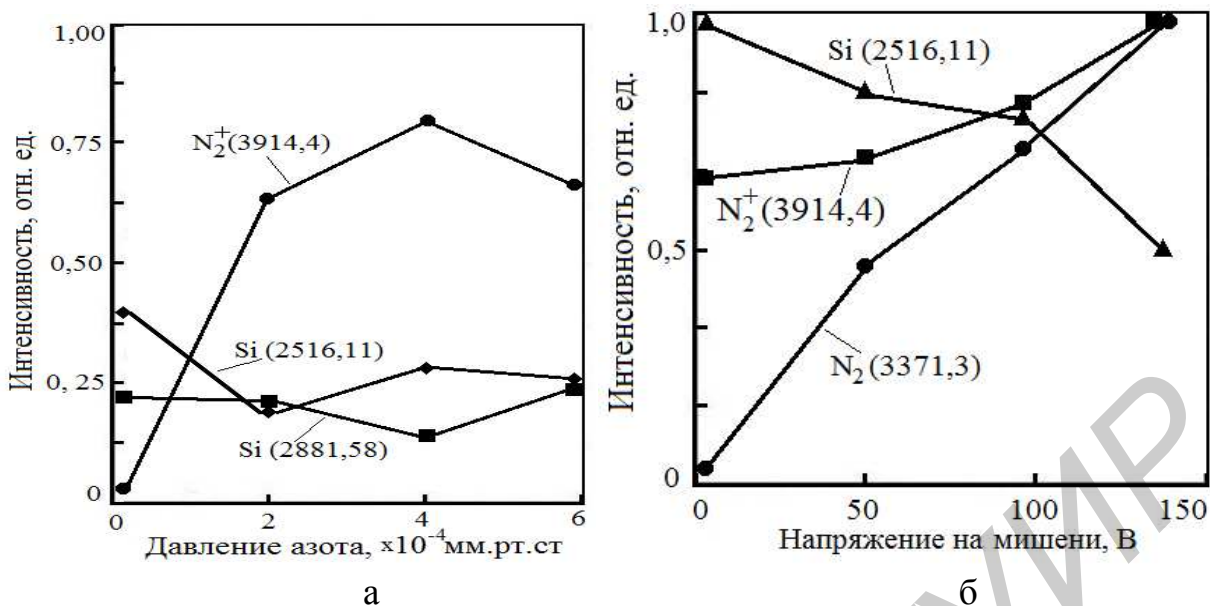 1,00
0,75
0,50
0,25
0
Интенсивность, отн. ед.
N₂⁺(3914,4)
Si (2516,11)
Si (2881,58)
0 2 4 6
Давление азота, х10⁻⁴мм.рт.ст
а
1,0
0,5
0
Интенсивность, отн. ед.
Si (2516,11)
N₂⁺(3914,4)
N₂(3371,3)
0 50 100 150
Напряжение на мишени, В
б
УИР